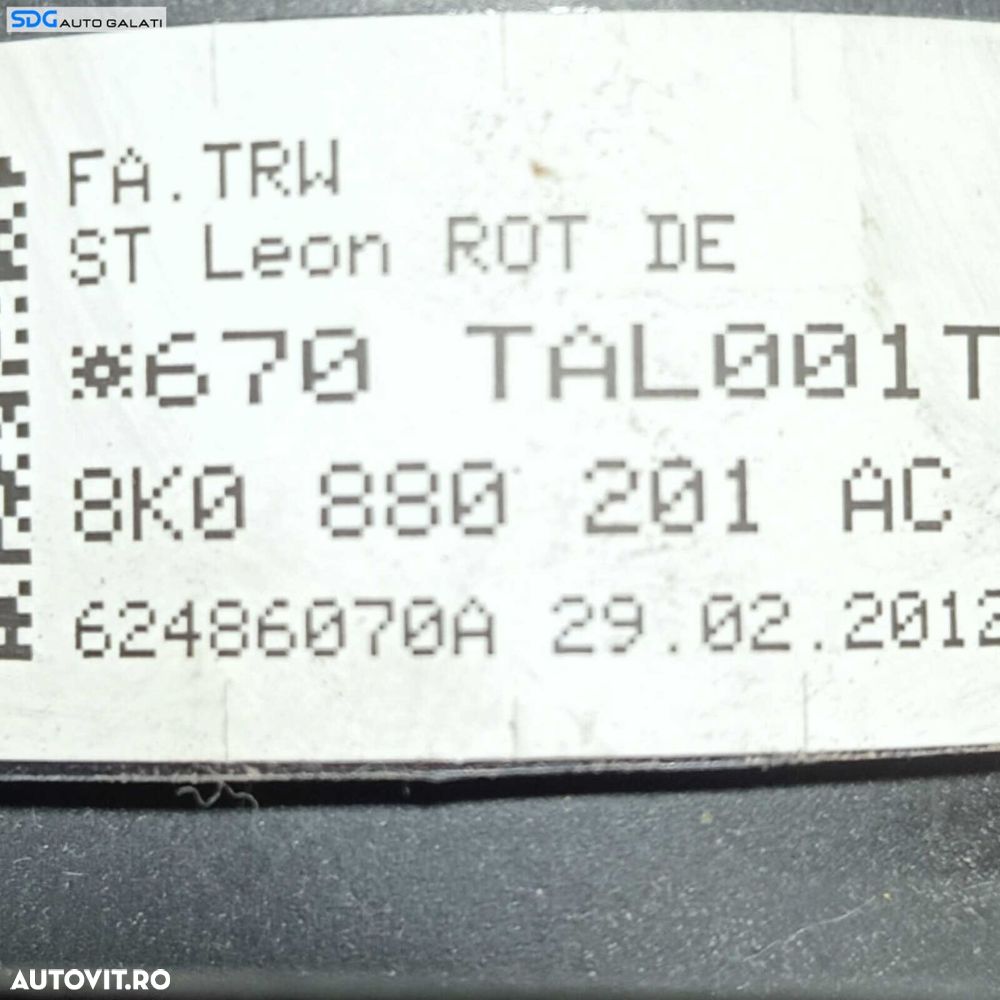 SDG AUTO GALATI
FA.TRW
ST Leon ROT DE
*670 TAL001T
8K0 880 201 AC
62486070A 29.02.2012
AUTOVIT.RO